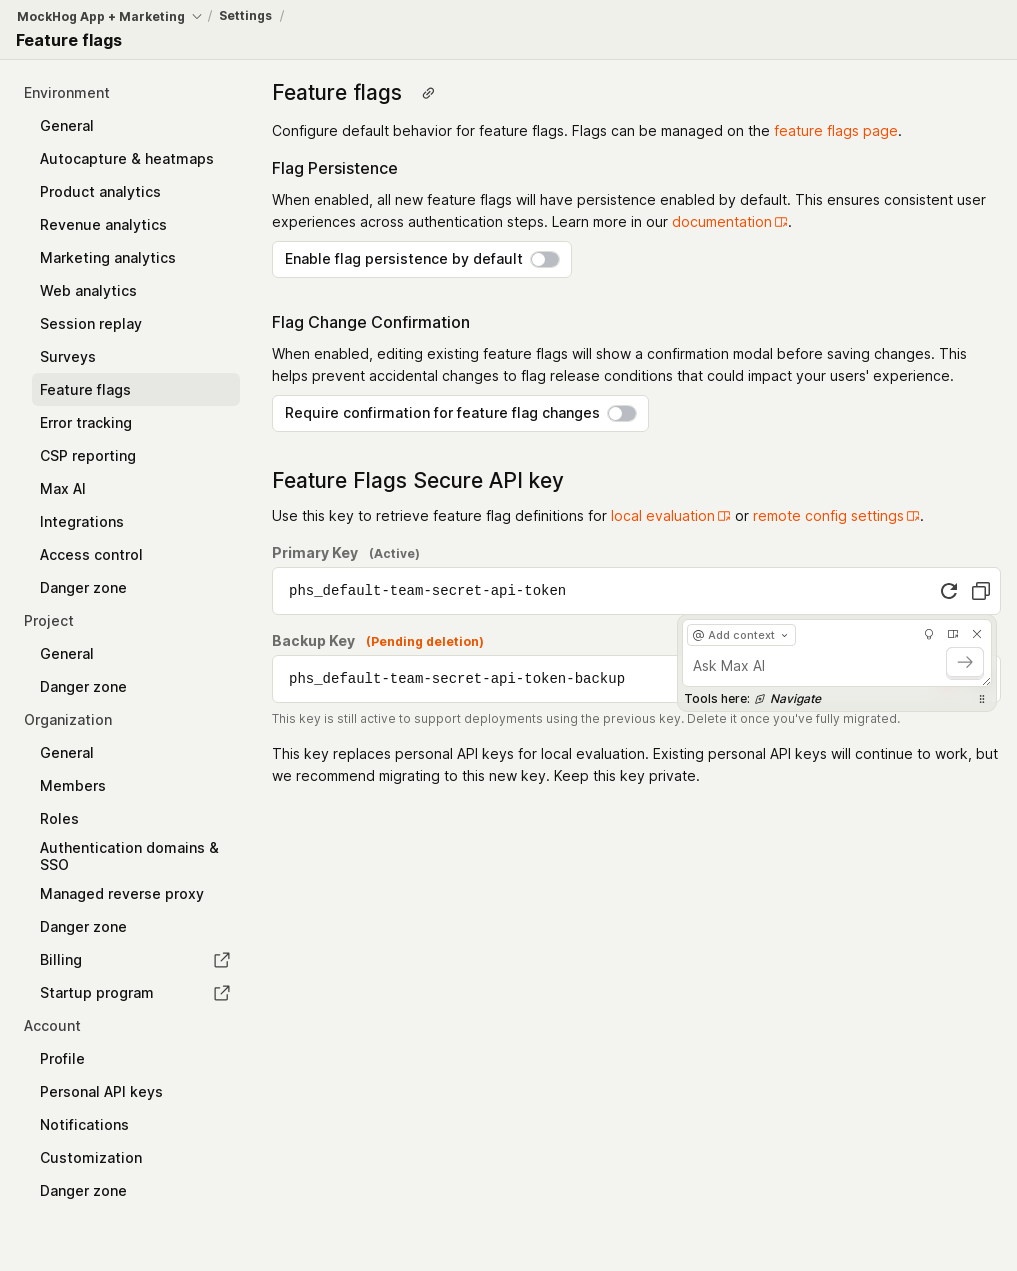 MockHog App + Marketing / Settings /
Feature flags
Environment
General
Autocapture & heatmaps
Product analytics
Revenue analytics
Marketing analytics
Web analytics
Session replay
Surveys
Feature flags
Error tracking
CSP reporting
Max AI
Integrations
Access control
Danger zone
Project
General
Danger zone
Organization
General
Members
Roles
Authentication domains &
SSO
Managed reverse proxy
Danger zone
Billing
Startup program
Account
Profile
Personal API keys
Notifications
Customization
Danger zone
Feature flags
Configure default behavior for feature flags. Flags can be managed on the feature flags page.
Flag Persistence
When enabled, all new feature flags will have persistence enabled by default. This ensures consistent user
experiences across authentication steps. Learn more in our documentation.
Enable flag persistence by default
Flag Change Confirmation
When enabled, editing existing feature flags will show a confirmation modal before saving changes. This
helps prevent accidental changes to flag release conditions that could impact your users' experience.
Require confirmation for feature flag changes
Feature Flags Secure API key
Use this key to retrieve feature flag definitions for local evaluation or remote config settings.
Primary Key (Active)
phs_default-team-secret-api-token
Backup Key (Pending deletion)
phs_default-team-secret-api-token-backup
@ Add context
Ask Max AI
Tools here: Navigate
This key is still active to support deployments using the previous key. Delete it once you've fully migrated.
This key replaces personal API keys for local evaluation. Existing personal API keys will continue to work, but
we recommend migrating to this new key. Keep this key private.